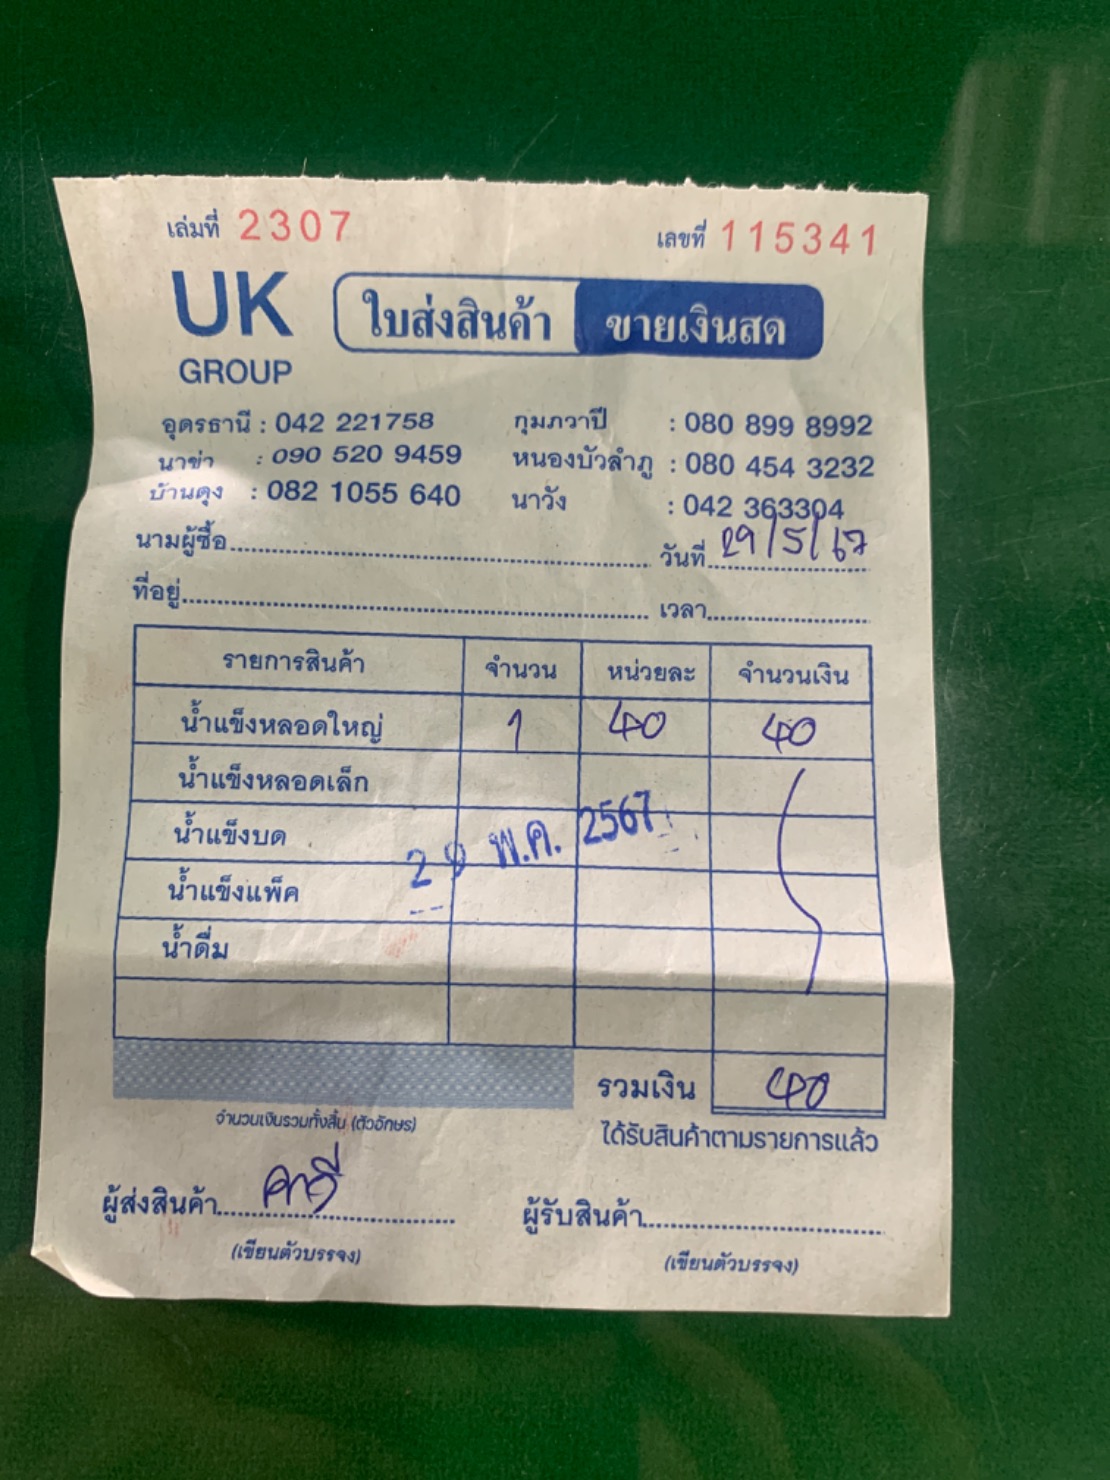 เล่มที่ 2307 เลขที่ 115341
UK GROUP
ใบส่งสินค้า ขายเงินสด
อุดรธานี : 042 221758 กุมภวาปี : 080 899 8992
นาข่า : 090 520 9459 หนองบัวลำภู : 080 454 3232
บ้านดุง : 082 1055 640 นาวัง : 042 363304
นามผู้ซื้อ วันที่ 29/5/67
ที่อยู่ เวลา
รายการสินค้า จำนวน หน่วยละ จำนวนเงิน
น้ำแข็งหลอดใหญ่ 1 40 40
น้ำแข็งหลอดเล็ก
น้ำแข็งบด
29 พ.ค. 2567
น้ำแข็งแพ็ค
น้ำดื่ม
รวมเงิน 40
จำนวนเงินรวมทั้งสิ้น (ตัวอักษร)
ได้รับสินค้าตามรายการแล้ว
ผู้ส่งสินค้า ผู้รับสินค้า
(เขียนตัวบรรจง) (เขียนตัวบรรจง)